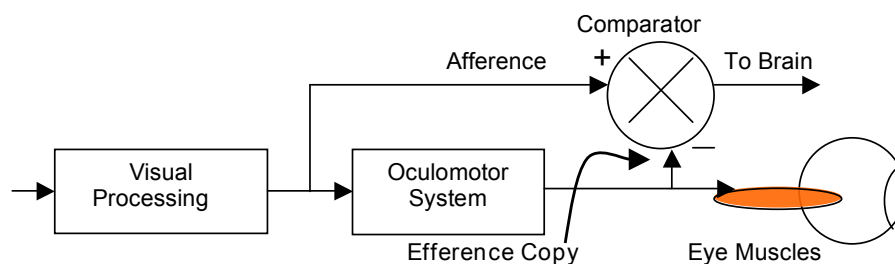 Comparator
+
Afference
To Brain
–
Visual
Processing
Oculomotor
System
Efference Copy
Eye Muscles